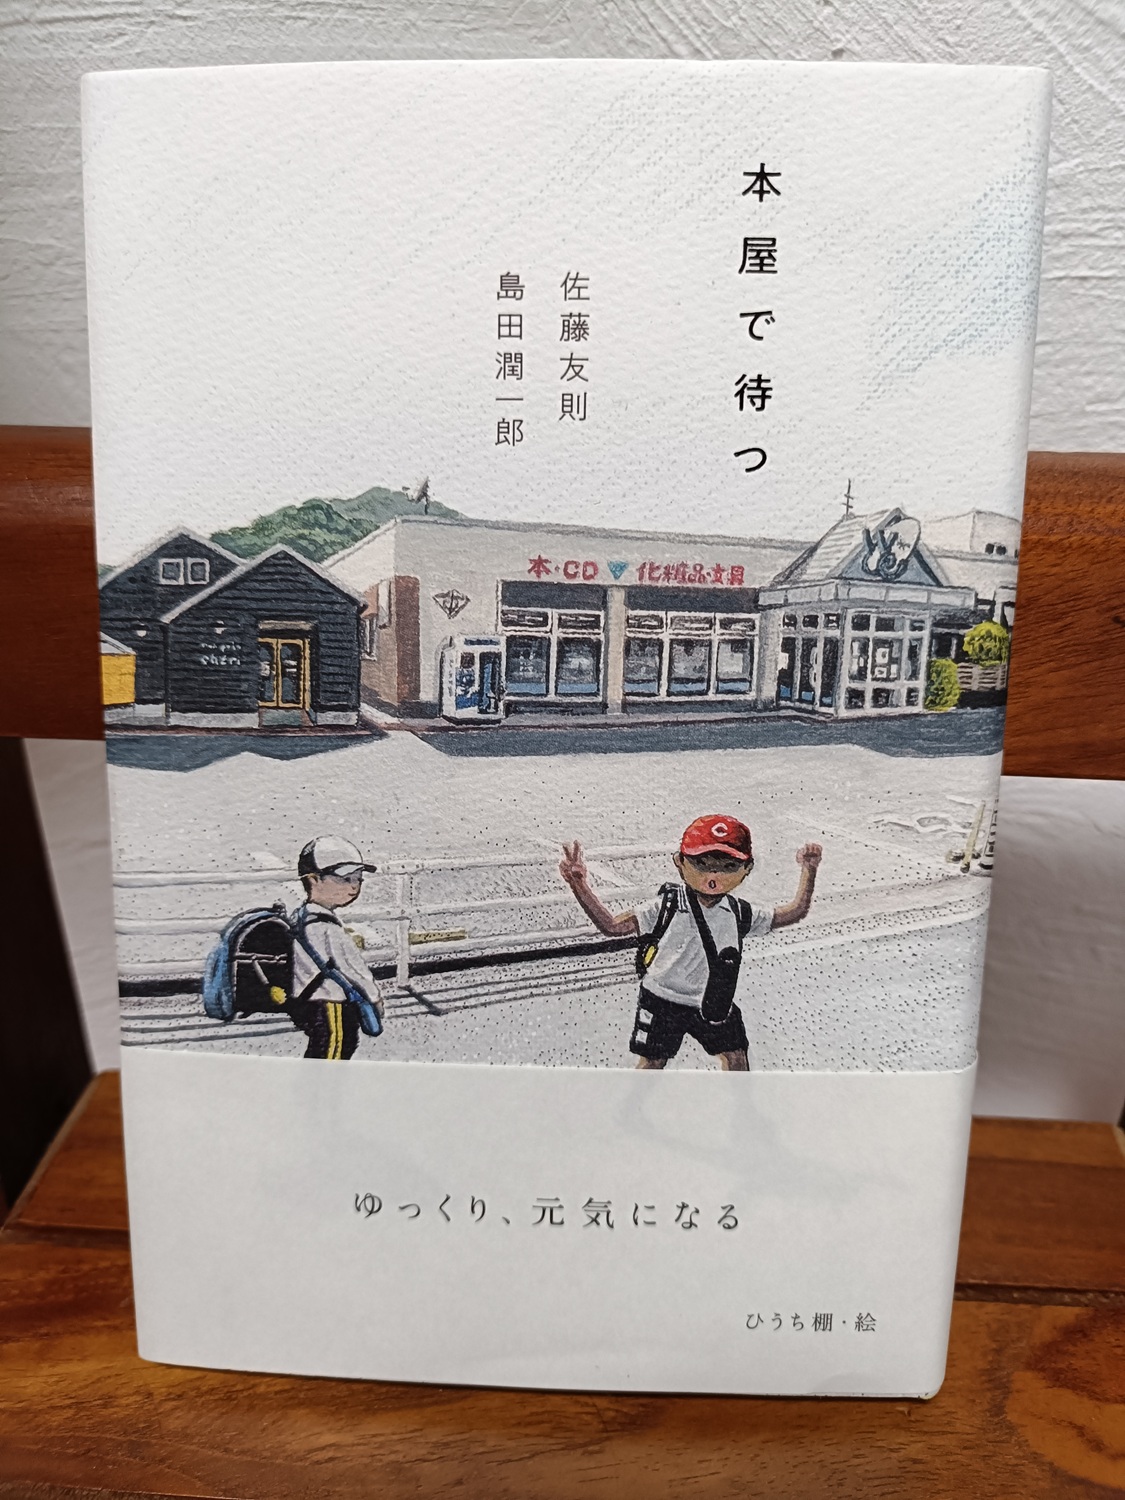 本屋で待つ
佐藤友則
島田潤一郎
本・CD 化粧品・文具
C
ゆっくり、元気になる
ひうち棚・絵